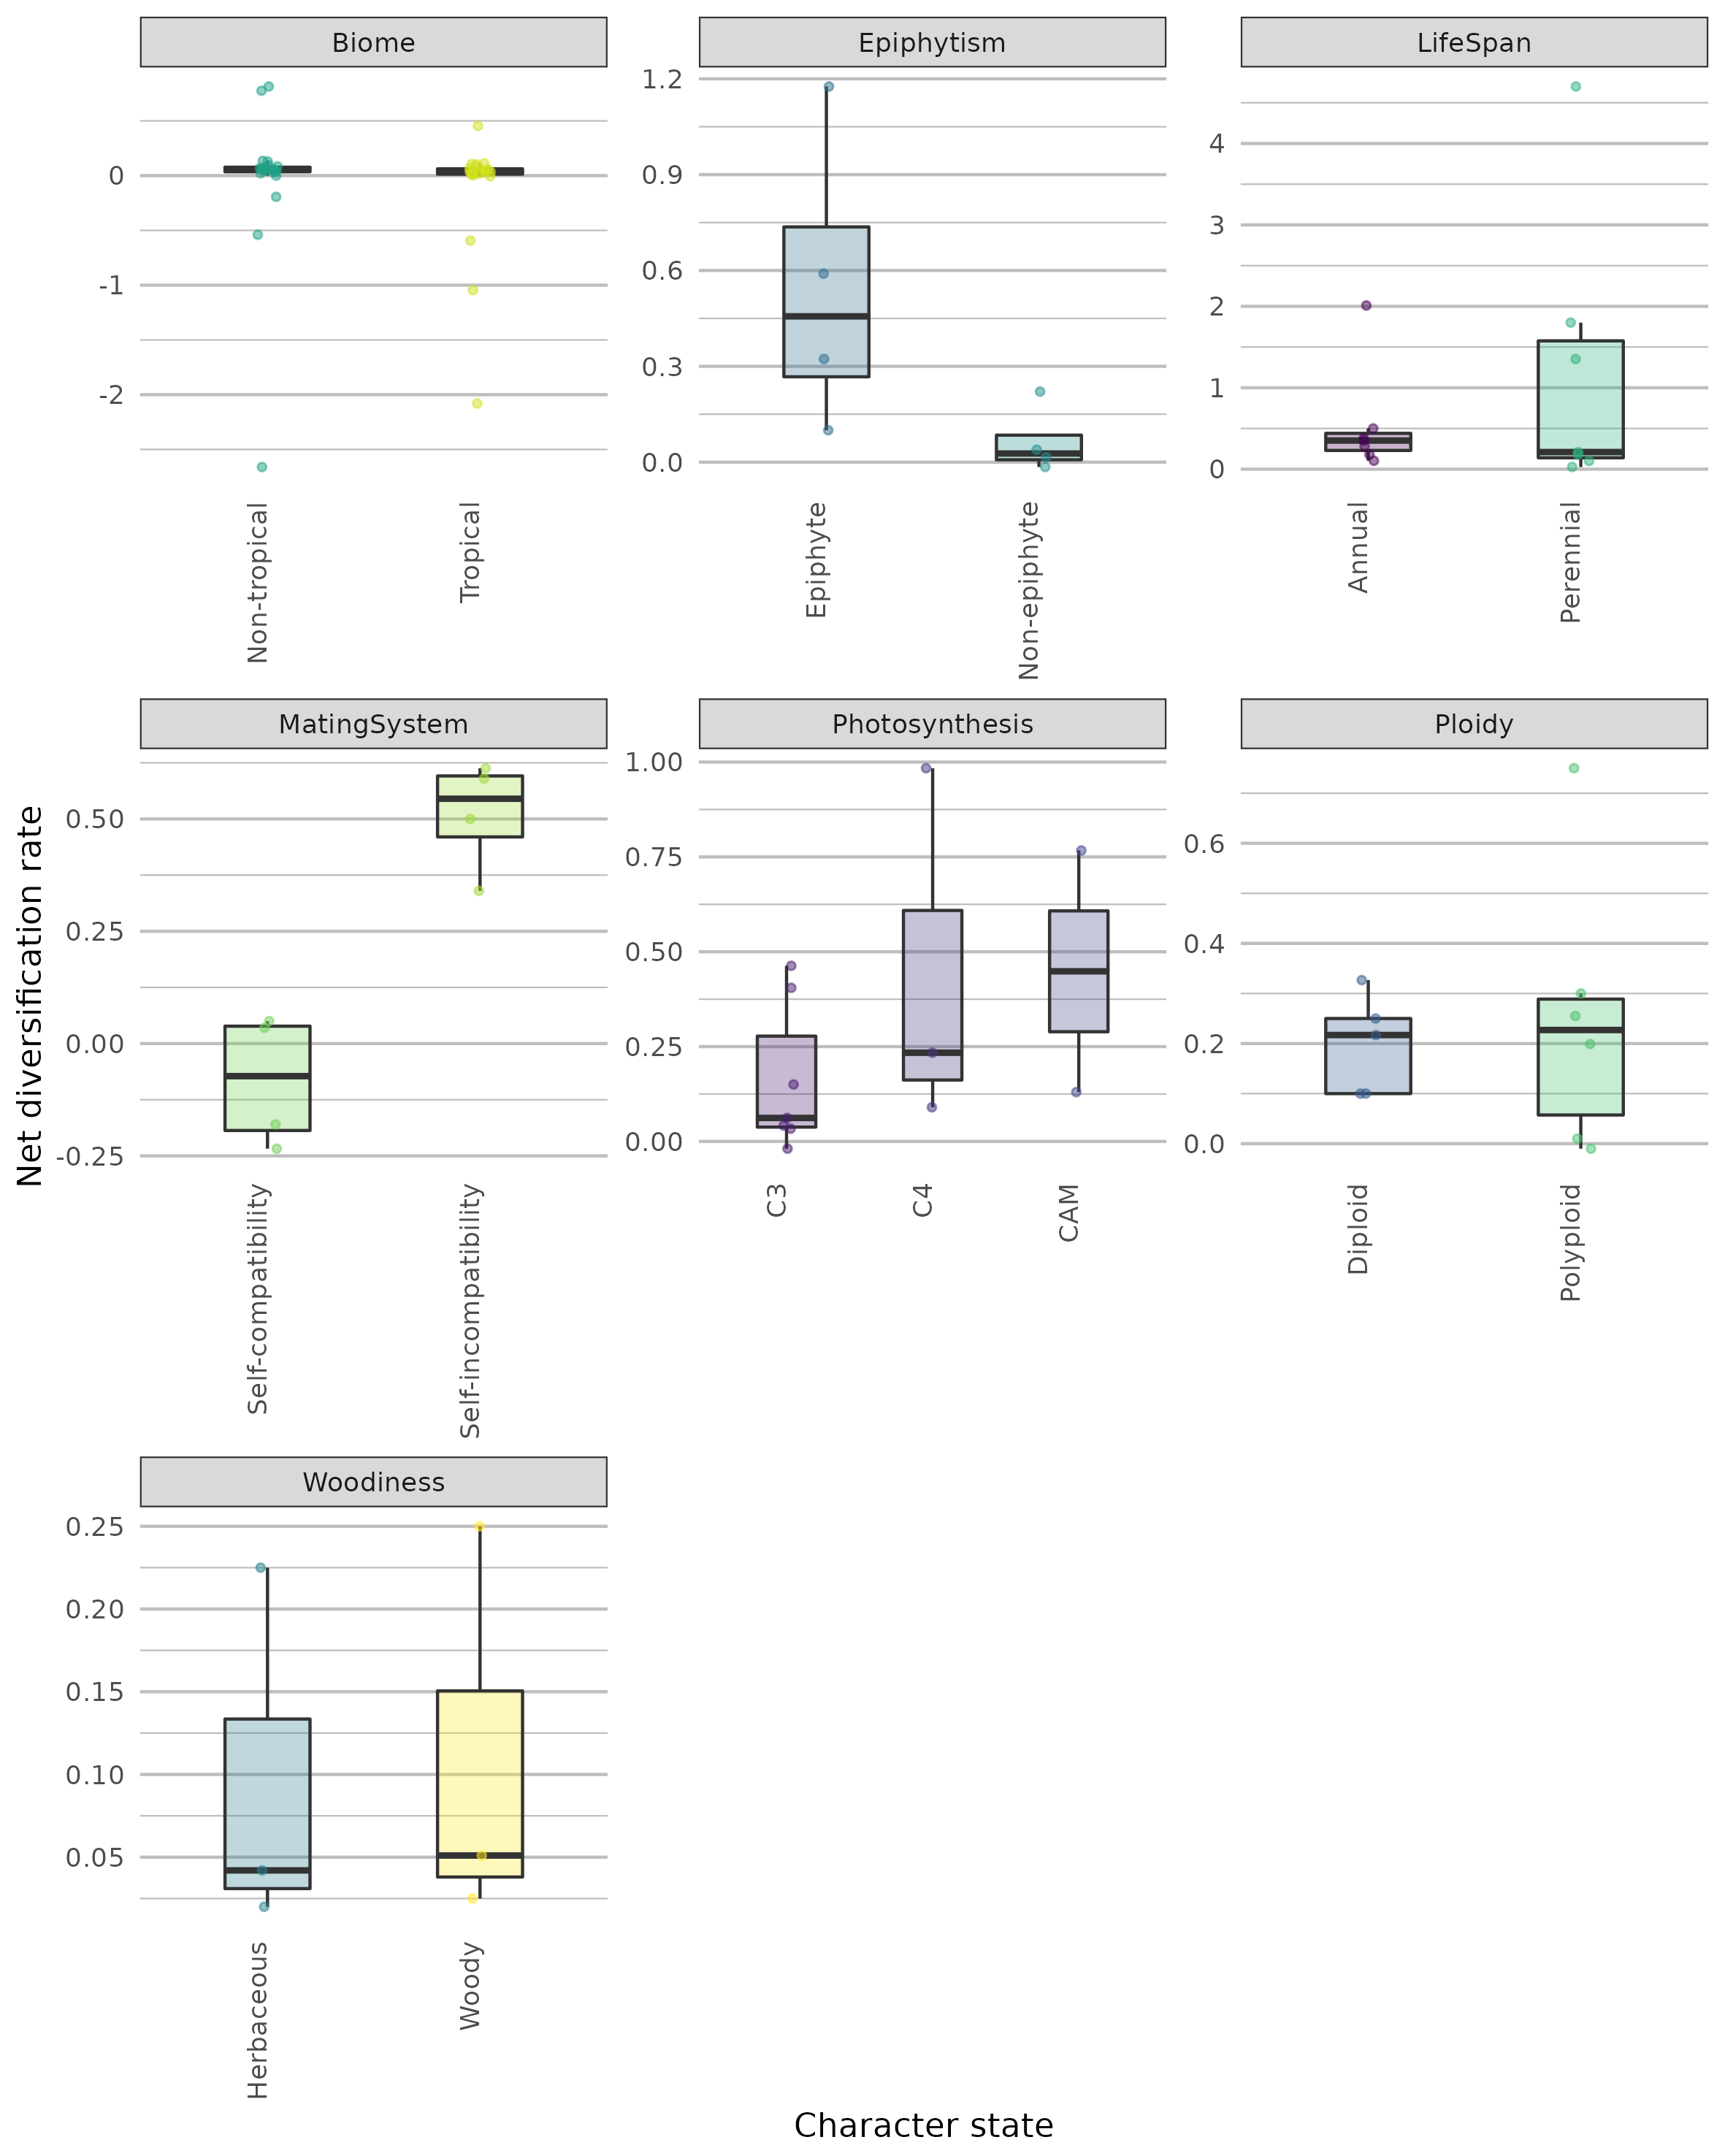 Biome
Epiphytism
LifeSpan
0
-1
-2
1.2
0.9
0.6
0.3
0.0
4
3
2
1
0
Non-tropical
Tropical
Epiphyte
Non-epiphyte
Annual
Perennial
MatingSystem
Photosynthesis
Ploidy
0.50
0.25
0.00
-0.25
1.00
0.75
0.50
0.25
0.00
0.6
0.4
0.2
0.0
Self-compatibility
Self-incompatibility
C3
C4
CAM
Diploid
Polyploid
Woodiness
0.25
0.20
0.15
0.10
0.05
Herbaceous
Woody
Net diversification rate
Character state